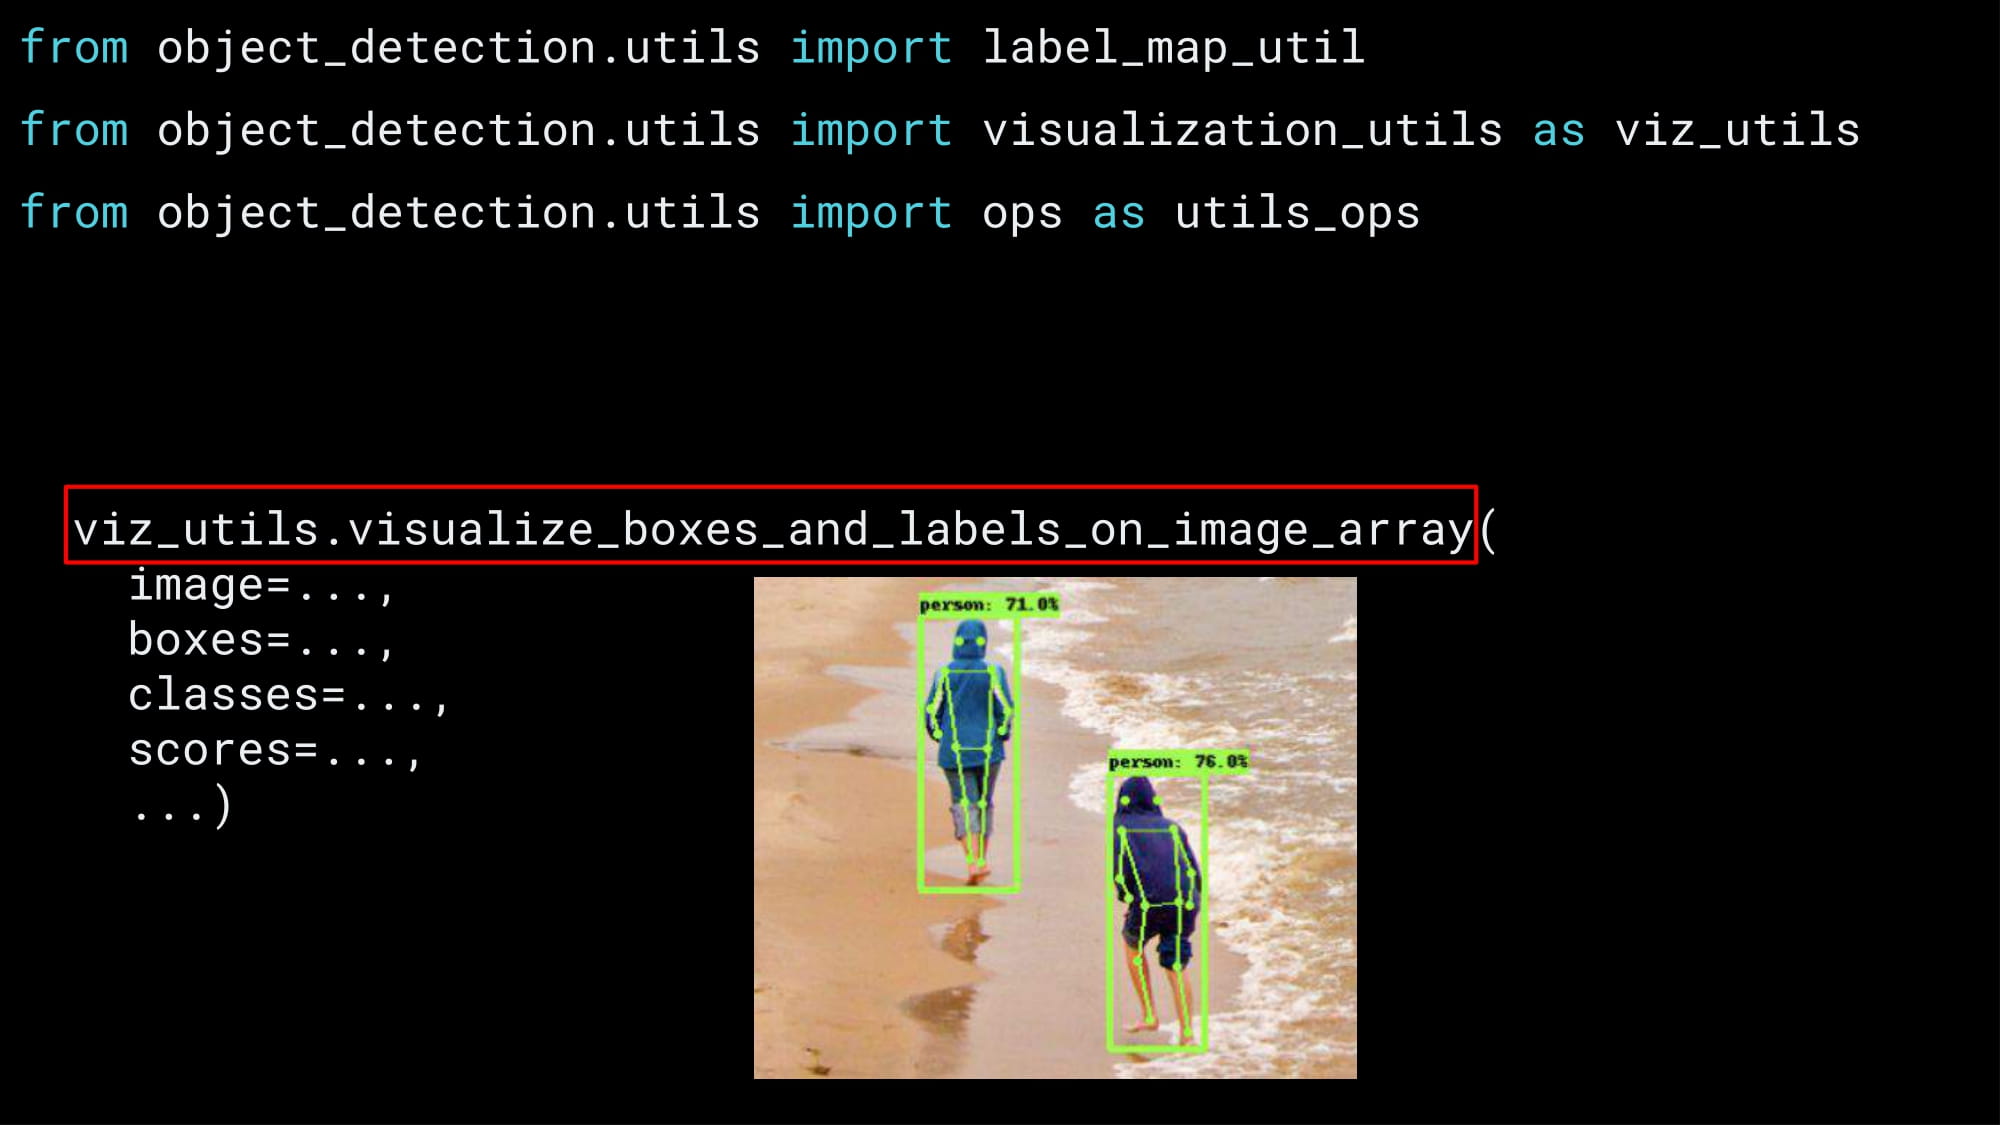 from object_detection.utils import label_map_util
from object_detection.utils import visualization_utils as viz_utils
from object_detection.utils import ops as utils_ops
viz_utils.visualize_boxes_and_labels_on_image_array(
image=...,
boxes=...,
classes=...,
scores=...,
...)
person: 71.0%
person: 76.0%